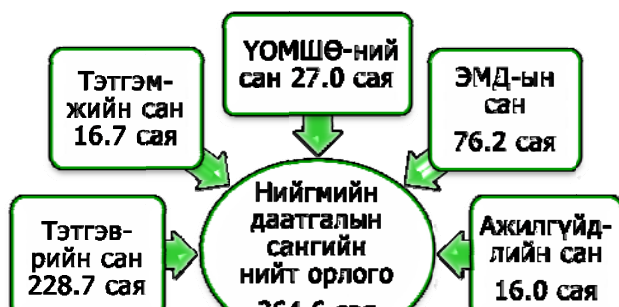 ҮОМШӨ-ний
сан 27.0 сая
Тэтгэм-
жийн сан
16.7 сая
ЭМД-ын
сан
76.2 сая
Нийгмийн
даатгалын
сангийн
нийт орлого
364.6 сая
Тэтгэв-
рийн сан
228.7 сая
Ажилгүйд-
лийн сан
16.0 сая